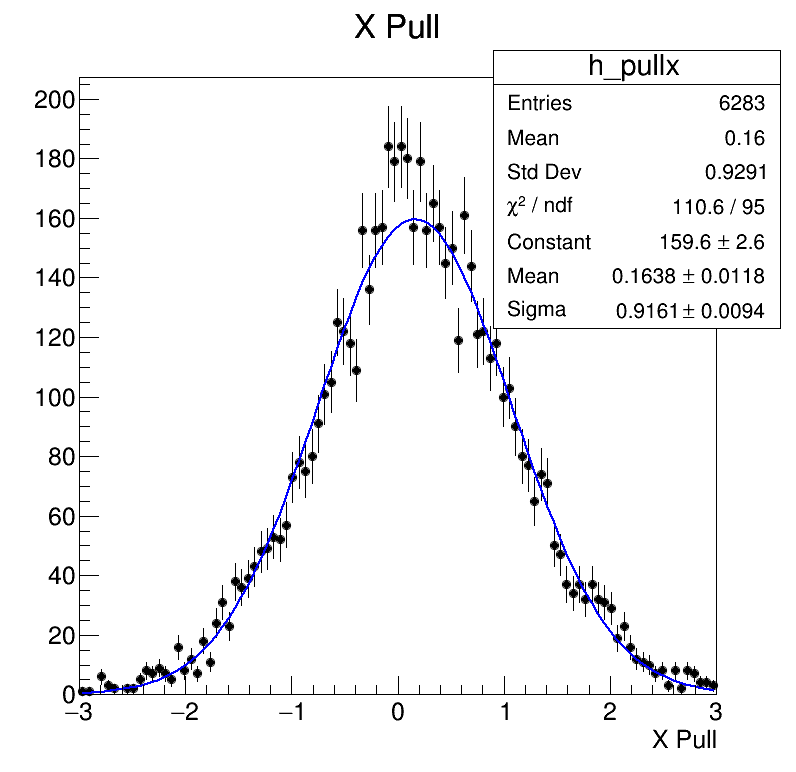 X Pull
h_pullx
Entries 6283
Mean 0.16
Std Dev 0.9291
χ² / ndf 110.6 / 95
Constant 159.6 ± 2.6
Mean 0.1638 ± 0.0118
Sigma 0.9161 ± 0.0094
200
180
160
140
120
100
80
60
40
20
0
−3 −2 −1 0 1 2 3
X Pull